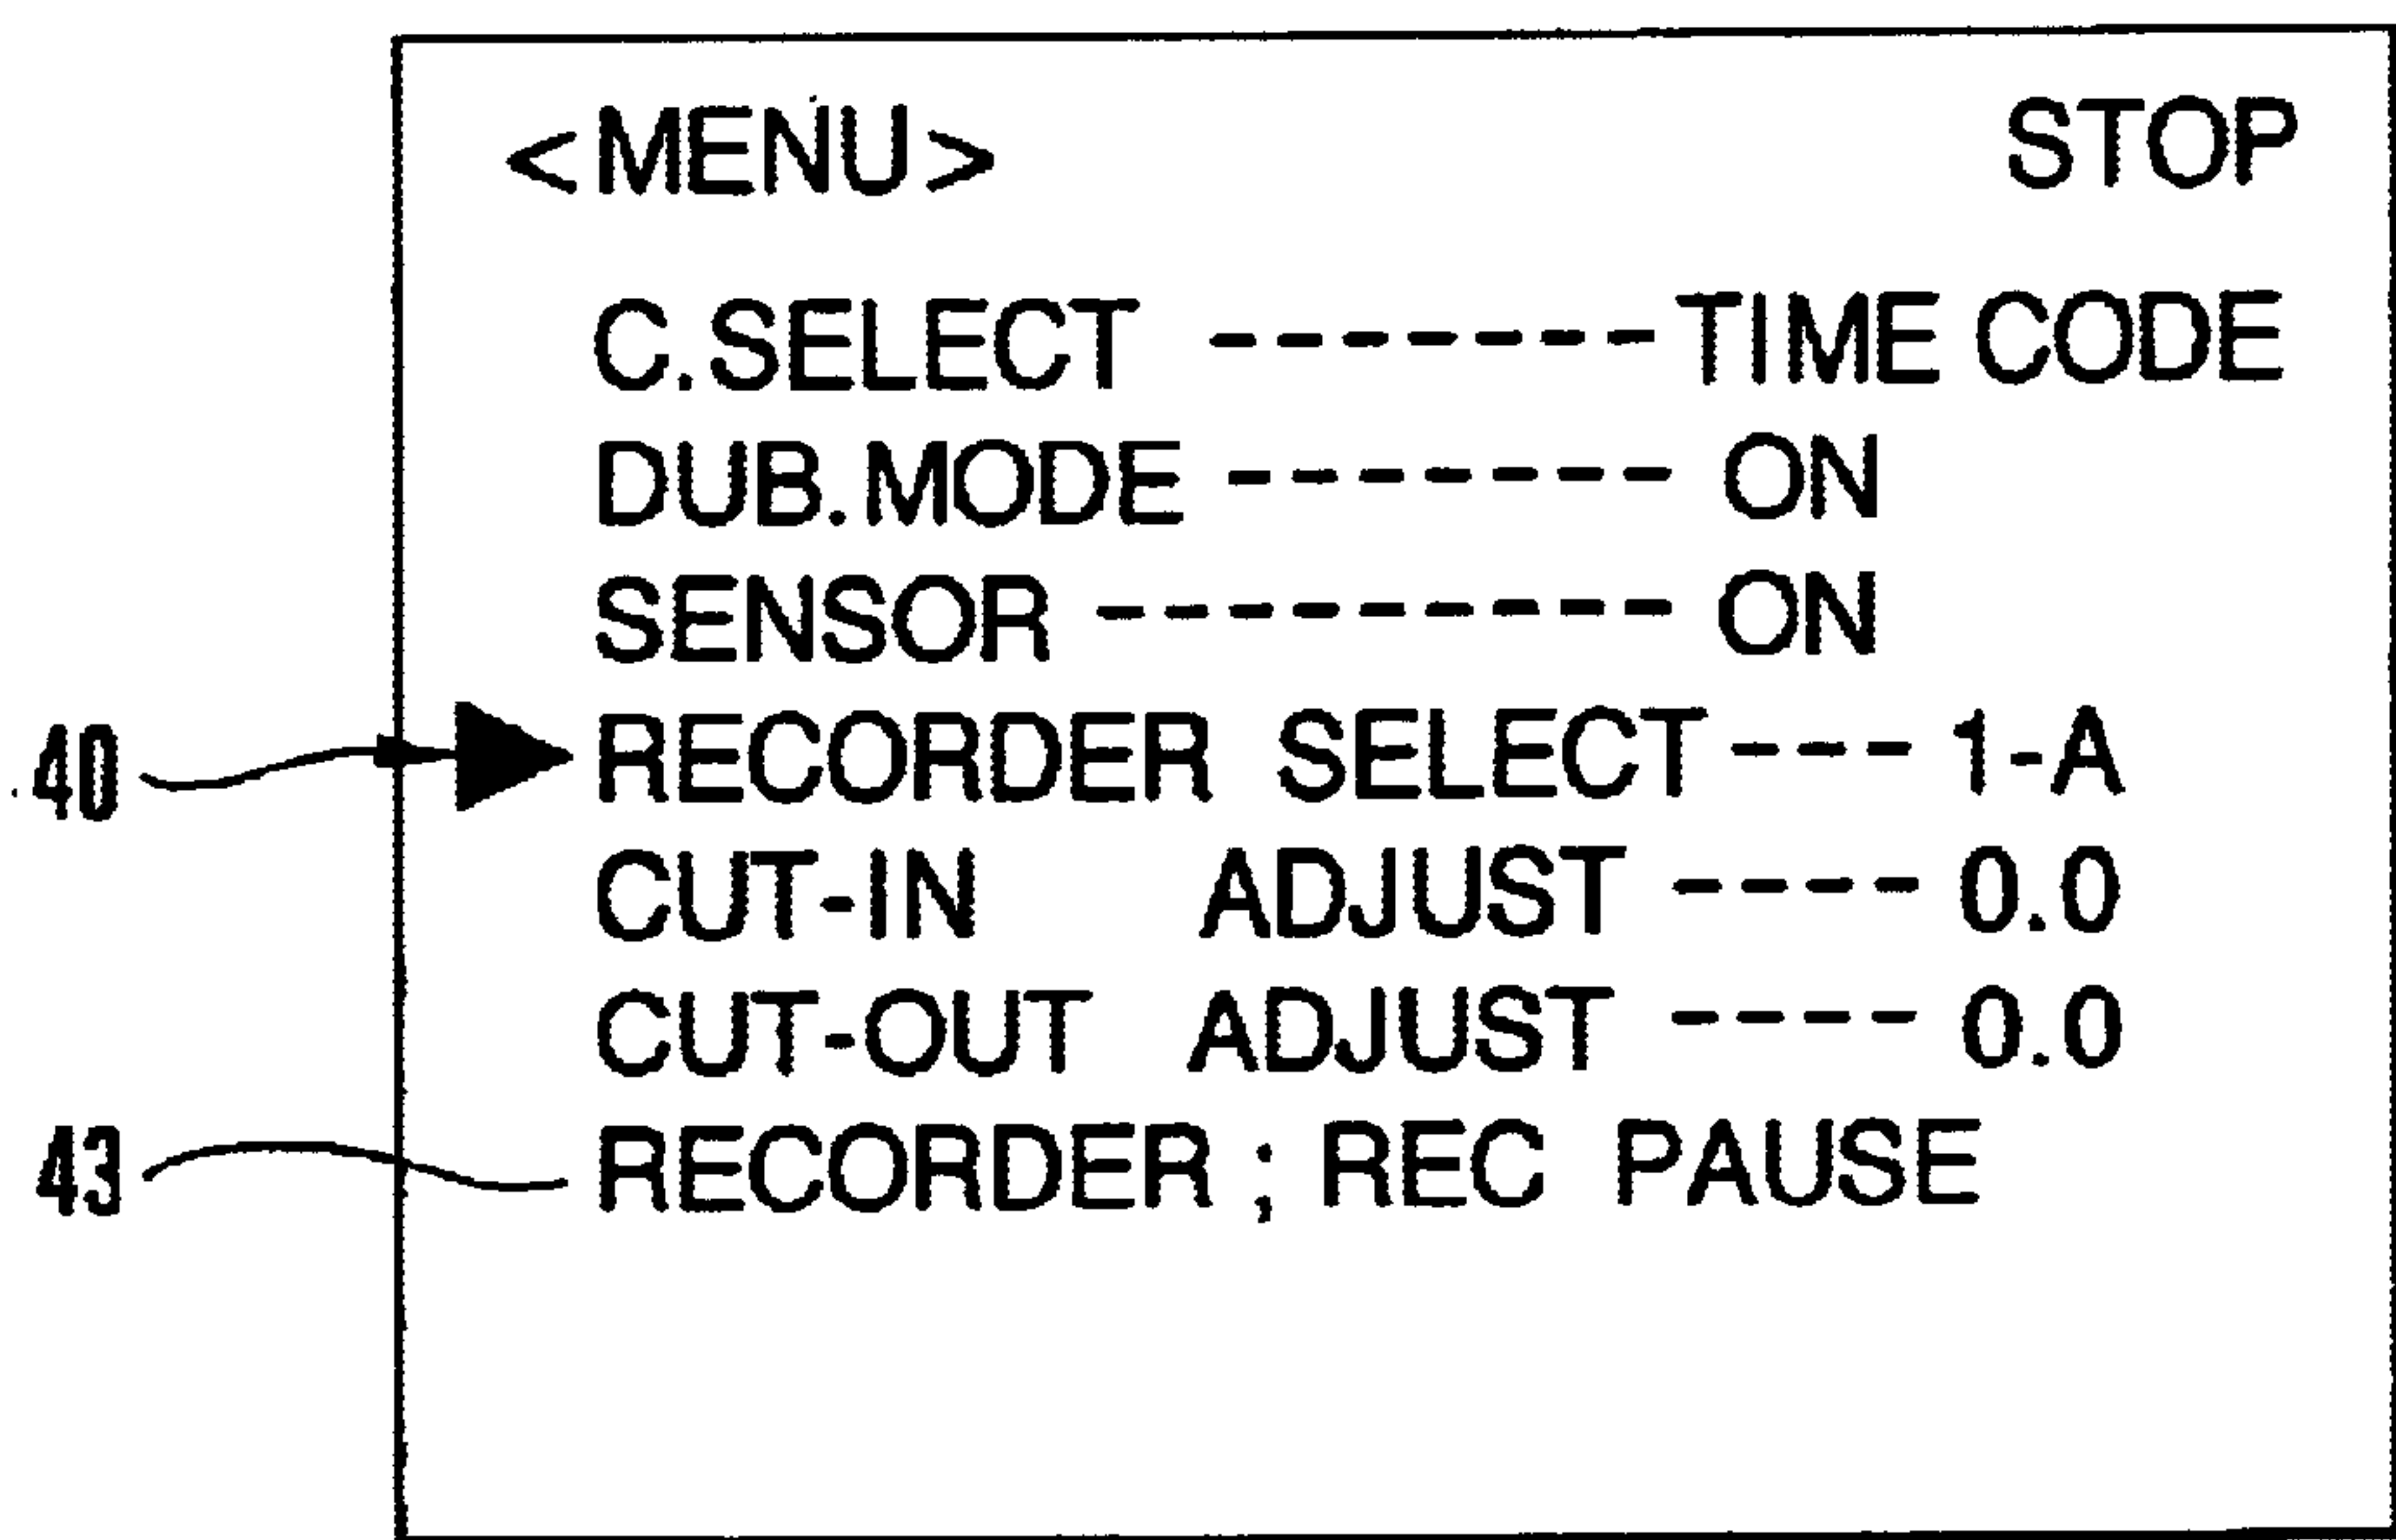 <MENU> STOP
C.SELECT -------TIME CODE
DUB.MODE ------- ON
SENSOR --------- ON
40 RECORDER SELECT--- 1-A
CUT-IN ADJUST ---- 0.0
CUT-OUT ADJUST ---- 0.0
43 RECORDER ; REC PAUSE